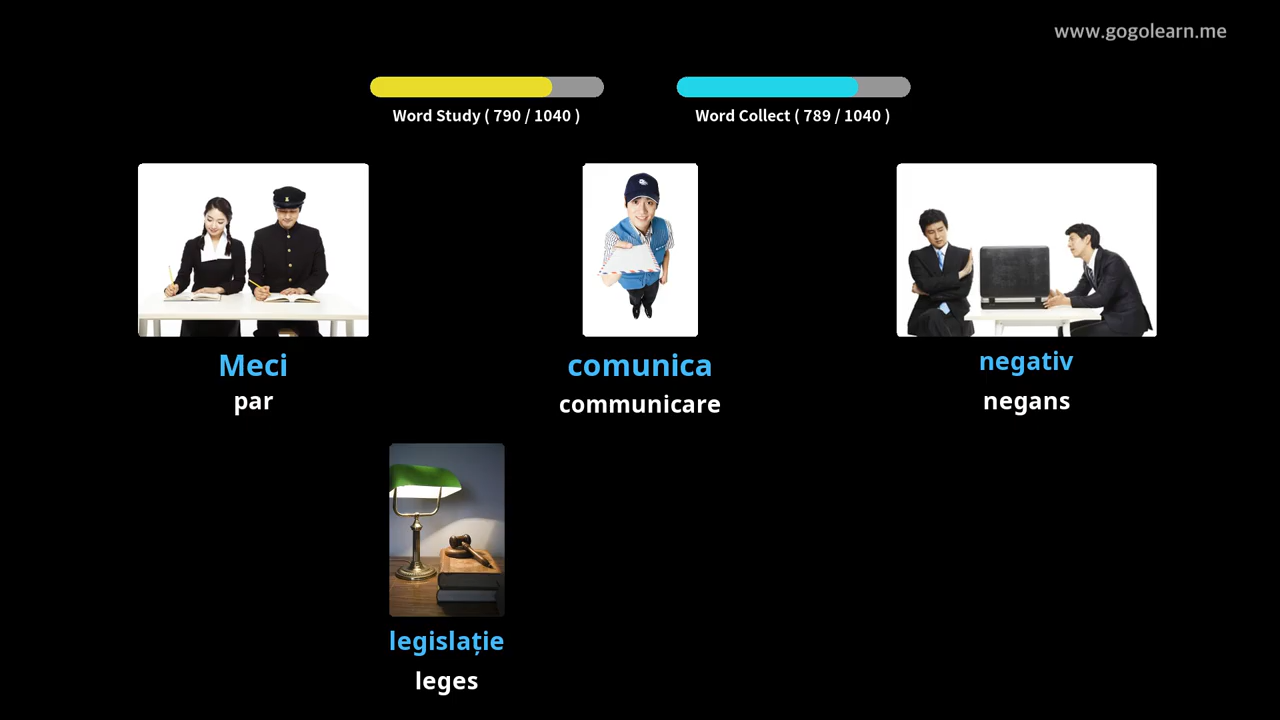 www.gogolearn.me
Word Study ( 790 / 1040 )
Word Collect ( 789 / 1040 )
Meci
par
comunica
communicare
negativ
negans
legislație
leges